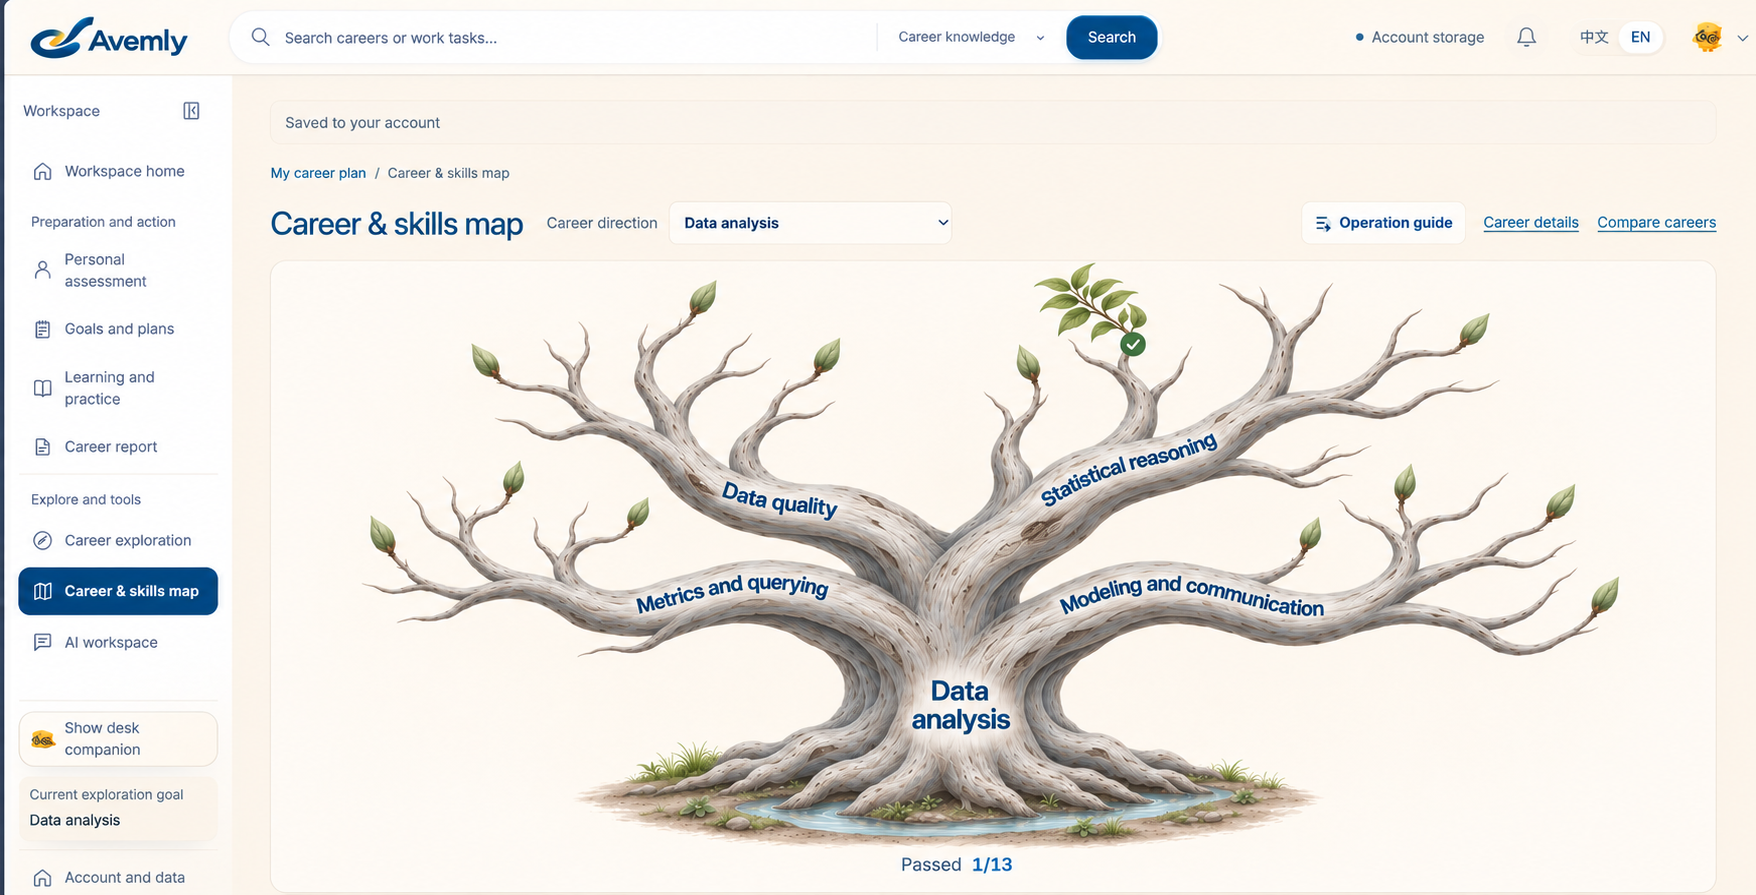 Avemly
Search careers or work tasks...
Career knowledge
Search
Account storage
中文
EN
Workspace
Workspace home
Preparation and action
Personal
assessment
Goals and plans
Learning and
practice
Career report
Explore and tools
Career exploration
Career & skills map
AI workspace
Show desk
companion
Current exploration goal
Data analysis
Account and data
Saved to your account
My career plan / Career & skills map
Career & skills map
Career direction
Data analysis
Operation guide
Career details
Compare careers
Data quality
Statistical reasoning
Metrics and querying
Modeling and communication
Data
analysis
Passed 1/13